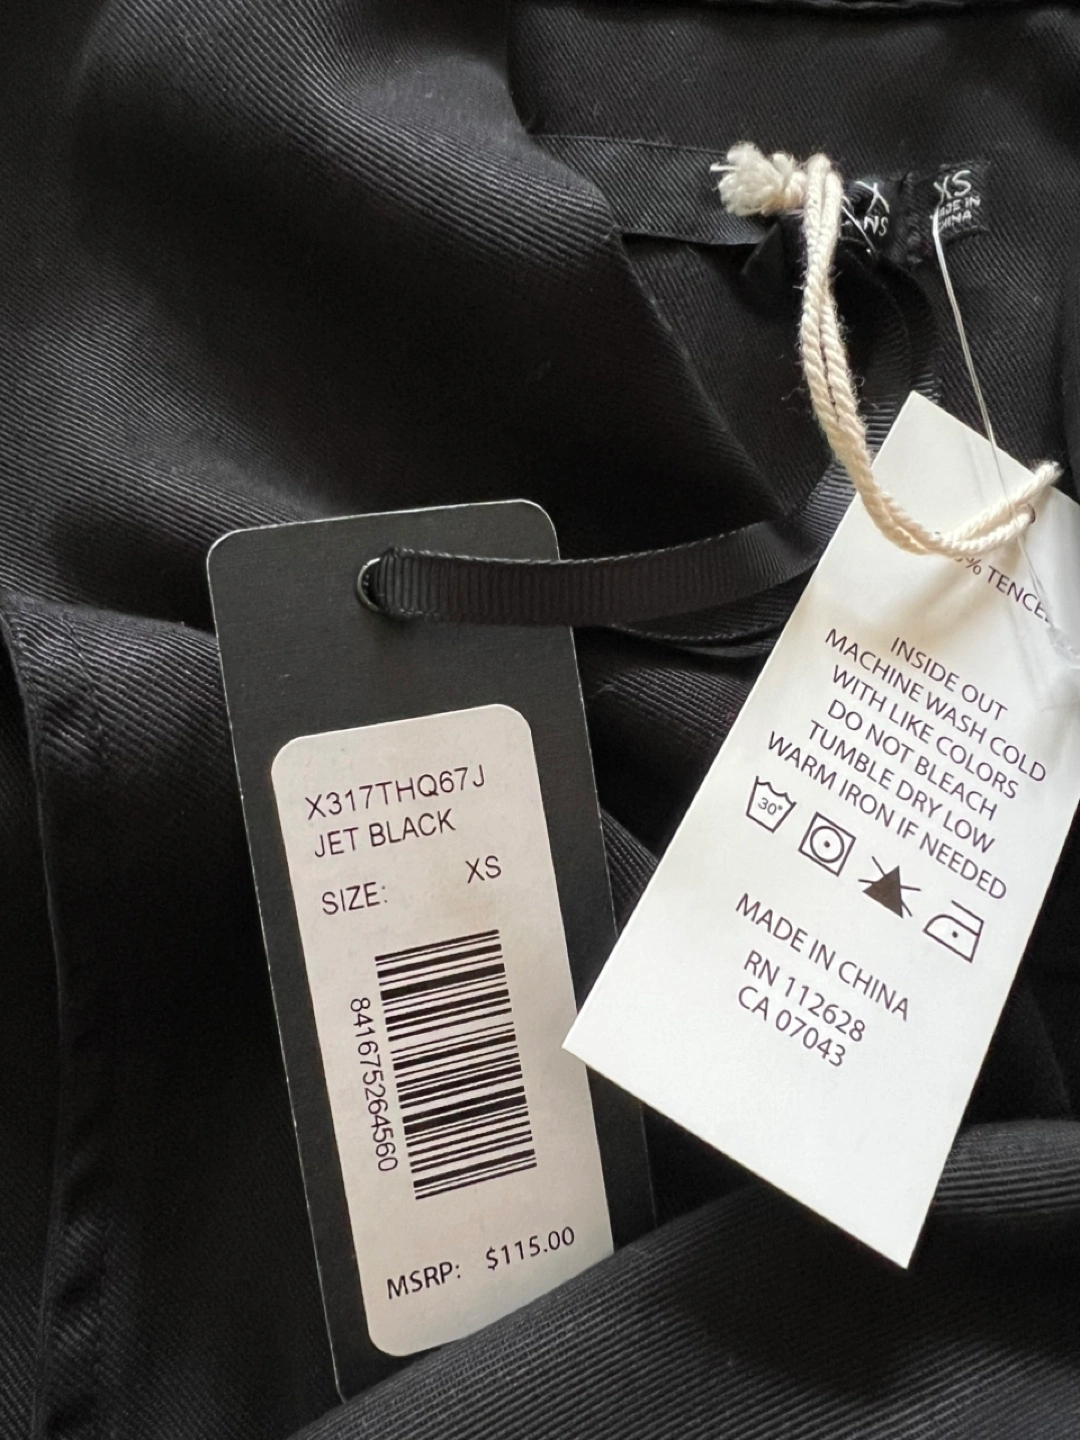 X
NS
XS
MADE IN
CHINA
% TENCEL
INSIDE OUT
MACHINE WASH COLD
WITH LIKE COLORS
DO NOT BLEACH
TUMBLE DRY LOW
WARM IRON IF NEEDED
30°
MADE IN CHINA
RN 112628
CA 07043
X317THQ67J
JET BLACK
SIZE: XS
841675264560
MSRP: $115.00